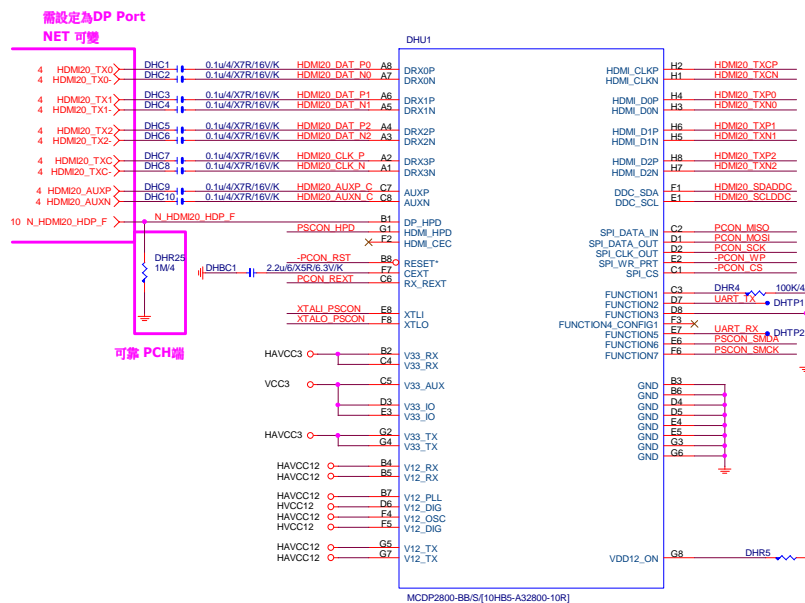 需設定為DP Port
NET 可變
DHU1
4 HDMI20_TX0 DHC1 0.1u/4/X7R/16V/K HDMI20_DAT_P0 A8 DRX0P
4 HDMI20_TX0- DHC2 0.1u/4/X7R/16V/K HDMI20_DAT_N0 A7 DRX0N
4 HDMI20_TX1 DHC3 0.1u/4/X7R/16V/K HDMI20_DAT_P1 A6 DRX1P
4 HDMI20_TX1- DHC4 0.1u/4/X7R/16V/K HDMI20_DAT_N1 A5 DRX1N
4 HDMI20_TX2 DHC5 0.1u/4/X7R/16V/K HDMI20_DAT_P2 A4 DRX2P
4 HDMI20_TX2- DHC6 0.1u/4/X7R/16V/K HDMI20_DAT_N2 A3 DRX2N
4 HDMI20_TXC DHC7 0.1u/4/X7R/16V/K HDMI20_CLK_P A2 DRX3P
4 HDMI20_TXC- DHC8 0.1u/4/X7R/16V/K HDMI20_CLK_N A1 DRX3N
4 HDMI20_AUXP DHC9 0.1u/4/X7R/16V/K HDMI20_AUXP_C C7 AUXP
4 HDMI20_AUXN DHC10 0.1u/4/X7R/16V/K HDMI20_AUXN_C C8 AUXN
10 N_HDMI20_HDP_F N_HDMI20_HDP_F B1 DP_HPD
PSCON_HPD G1 HDMI_HPD
F2 HDMI_CEC
DHR25
1M/4
-PCON_RST B8 RESET*
DHBC1 2.2u/6/X5R/6.3V/K F7 CEXT
PCON_REXT C6 RX_REXT
XTALI_PSCON E8 XTLI
XTALO_PSCON F8 XTLO
可靠 PCH端
HAVCC3 B2 V33_RX
C4 V33_RX
VCC3 C5 V33_AUX
D3 V33_IO
E3 V33_IO
HAVCC3 G2 V33_TX
G4 V33_TX
HAVCC12 B4 V12_RX
HAVCC12 B5 V12_RX
HAVCC12 B7 V12_PLL
HVCC12 D6 V12_DIG
HAVCC12 F4 V12_OSC
HVCC12 F5 V12_DIG
HAVCC12 G5 V12_TX
HAVCC12 G7 V12_TX
HDMI_CLKP H2 HDMI20_TXCP
HDMI_CLKN H1 HDMI20_TXCN
HDMI_D0P H4 HDMI20_TXP0
HDMI_D0N H3 HDMI20_TXN0
HDMI_D1P H6 HDMI20_TXP1
HDMI_D1N H5 HDMI20_TXN1
HDMI_D2P H8 HDMI20_TXP2
HDMI_D2N H7 HDMI20_TXN2
DDC_SDA F1 HDMI20_SDADDC
DDC_SCL E1 HDMI20_SCLDDC
SPI_DATA_IN C2 PCON_MISO
SPI_DATA_OUT D1 PCON_MOSI
SPI_CLK_OUT D2 PCON_SCK
SPI_WR_PRT E2 -PCON_WP
SPI_CS C1 -PCON_CS
FUNCTION1 C3 DHR4 100K/4
FUNCTION2 D7 UART_TX DHTP1
FUNCTION3 D8
FUNCTION4_CONFIG1 F3
FUNCTION5 E7 UART_RX DHTP2
FUNCTION6 E6 PSCON_SMDA
FUNCTION7 F6 PSCON_SMCK
GND B3
GND B6
GND D4
GND D5
GND E4
GND E5
GND G3
GND G6
VDD12_ON G8 DHR5
MCDP2800-BB/S/[10HB5-A32800-10R]